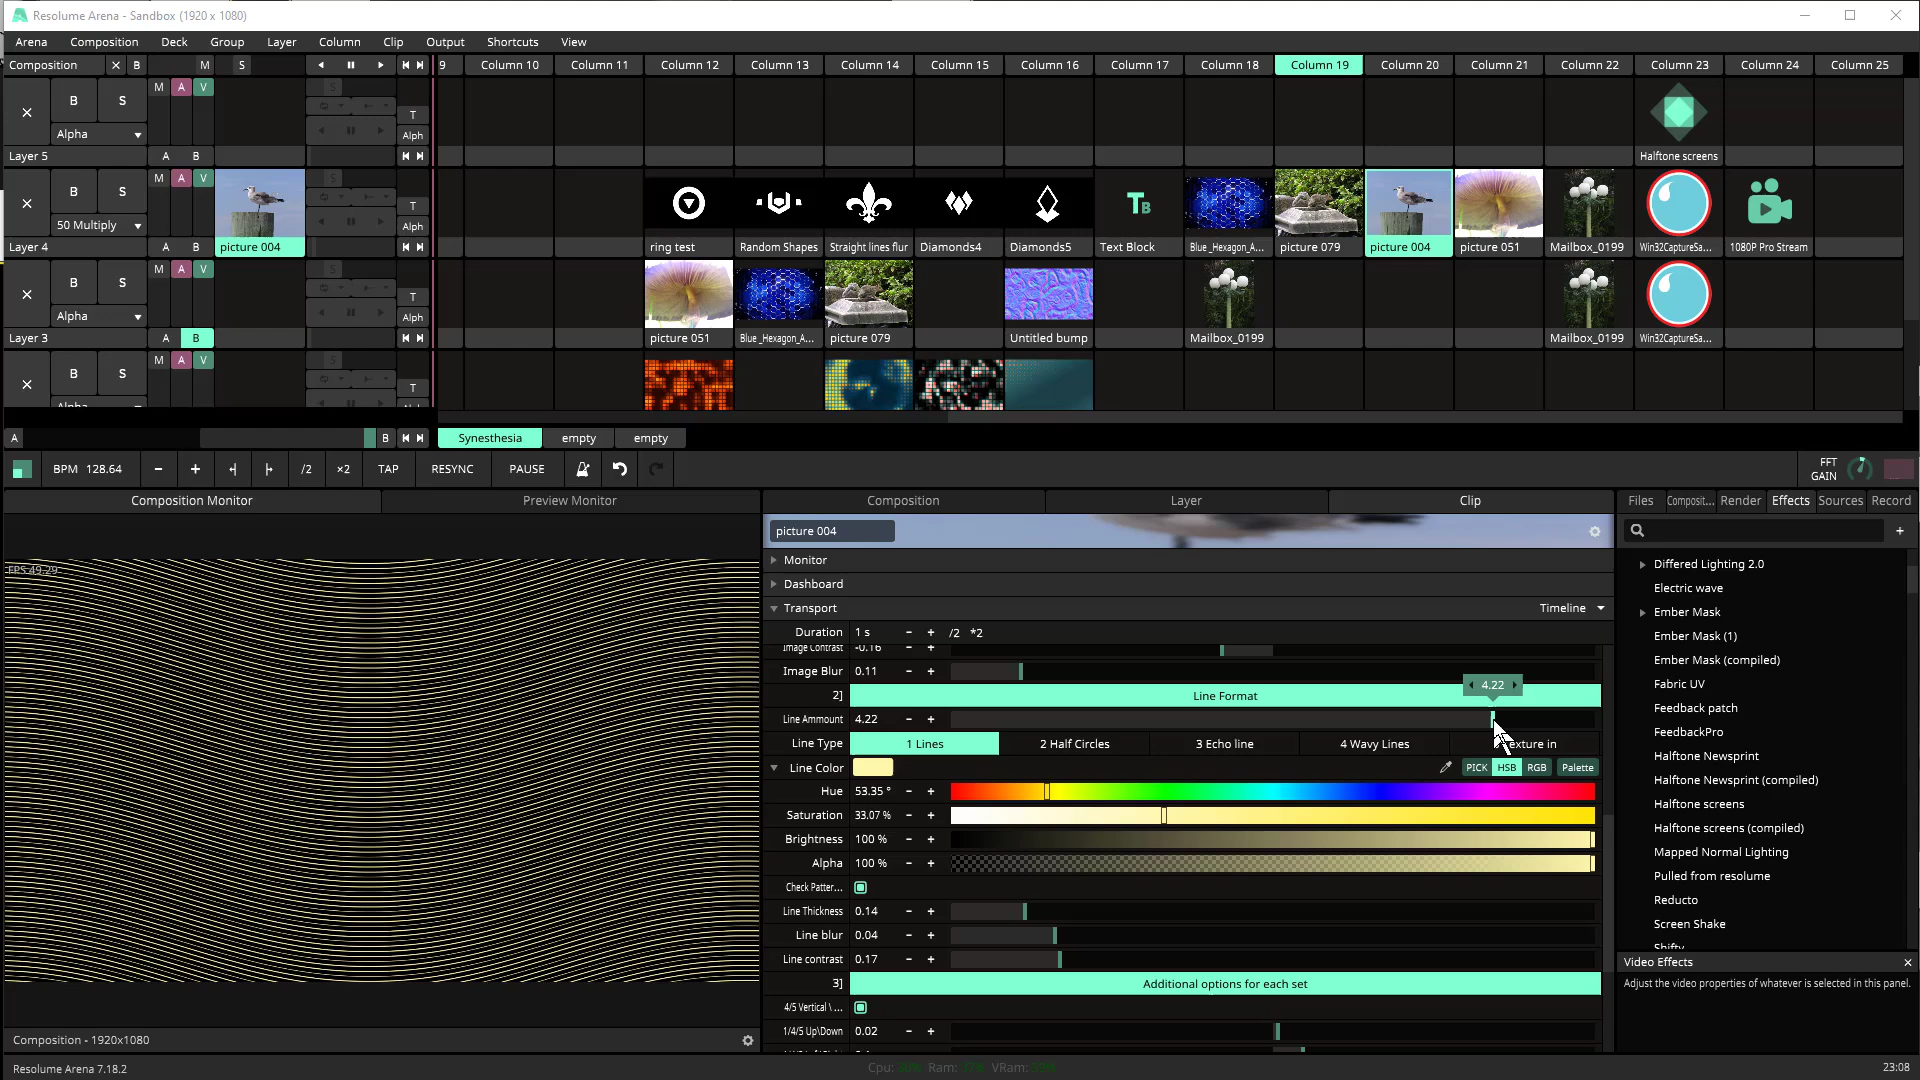 Resolume Arena - Sandbox (1920 x 1080)
Arena Composition Deck Group Layer Column Clip Output Shortcuts View
Composition × B M S 9 Column 10 Column 11 Column 12 Column 13 Column 14 Column 15 Column 16 Column 17 Column 18 Column 19 Column 20 Column 21 Column 22 Column 23 Column 24 Column 25
B S M A V S T
Alpha Alph
Layer 5 A B Halftone screens
B S M A V T TB
50 Multiply Alph
Layer 4 A B picture 004 ring test Random Shapes Straight lines flur Diamonds4 Diamonds5 Text Block Blue_Hexagon_A... picture 079 picture 004 picture 051 Mailbox_0199 Win32CaptureSa... 1080P Pro Stream
B S M A V S T
Alpha Alph
Layer 3 A B picture 051 Blue _Hexagon_A... picture 079 Untitled bump Mailbox_0199 Mailbox_0199 Win32CaptureSa...
B S M A V S T
A B Synesthesia empty empty
BPM 128.64 - + /2 ×2 TAP RESYNC PAUSE FFT GAIN
Composition Monitor Preview Monitor Composition Layer Clip Files Composit... Render Effects Sources Record
FPS 49.29
picture 004
Monitor
Dashboard
Transport Timeline
Duration 1 s - + /2 *2
Image Contrast -0.16 - +
Image Blur 0.11 - +
4.22
2] Line Format
Line Ammount 4.22 - +
Line Type 1 Lines 2 Half Circles 3 Echo line 4 Wavy Lines exture in
Line Color PICK HSB RGB Palette
Hue 53.35 ° - +
Saturation 33.07 % - +
Brightness 100 % - +
Alpha 100 % - +
Check Patter...
Line Thickness 0.14 - +
Line blur 0.04 - +
Line contrast 0.17 - +
3] Additional options for each set
4/5 Vertical \ ...
1/4/5 Up\Down 0.02 - +
Differed Lighting 2.0
Electric wave
Ember Mask
Ember Mask (1)
Ember Mask (compiled)
Fabric UV
Feedback patch
FeedbackPro
Halftone Newsprint
Halftone Newsprint (compiled)
Halftone screens
Halftone screens (compiled)
Mapped Normal Lighting
Pulled from resolume
Reducto
Screen Shake
Shifty
Video Effects ×
Adjust the video properties of whatever is selected in this panel.
Composition - 1920x1080
Resolume Arena 7.18.2 Cpu: Ram: VRam: 23:08